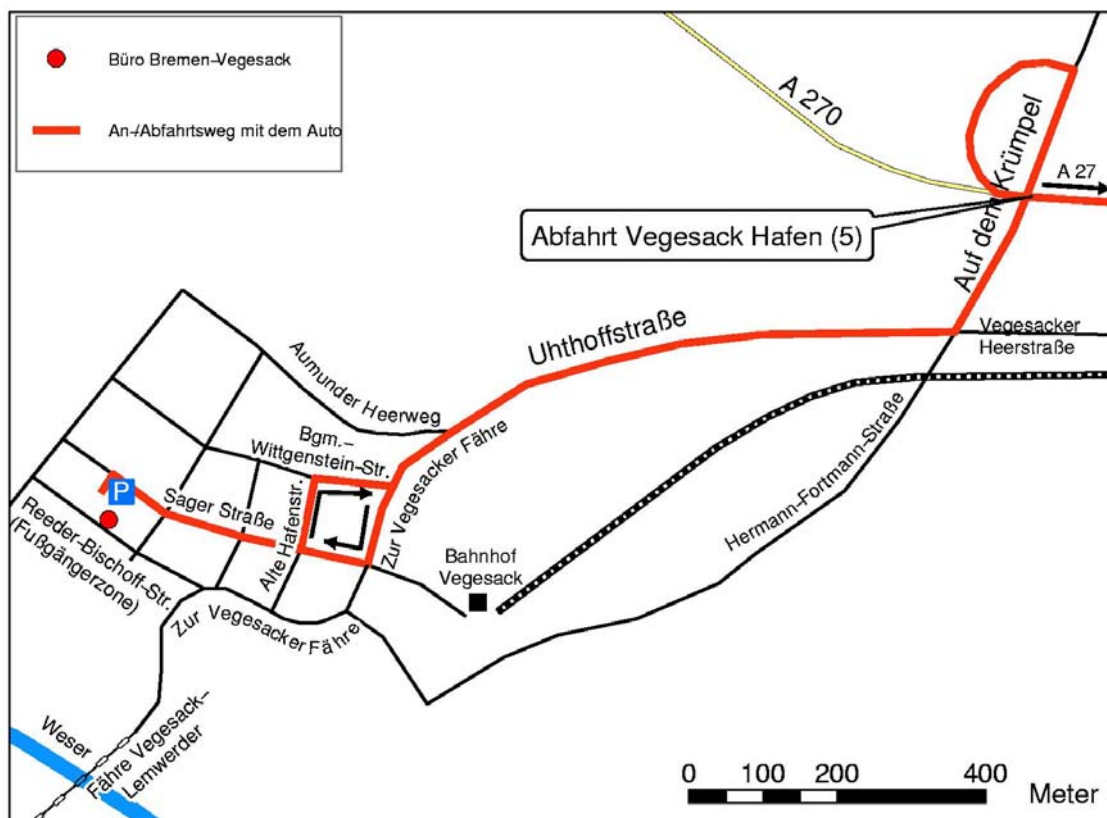 Büro Bremen-Vegesack
An-/Abfahrtsweg mit dem Auto
A 270
Auf dem Krümpel
A 27
Abfahrt Vegesack Hafen (5)
Uhthoffstraße
Vegesacker
Heerstraße
Aumunder Heerweg
Bgm.-
Wittgenstein-Str.
Zur Vegesacker Fähre
Hermann-Fortmann-Straße
P
Sager Straße
Alte Hafenstr.
Bahnhof
Vegesack
Reeder-Bischoff-Str.
(Fußgängerzone)
Zur Vegesacker Fähre
Weser
Fähre Vegesack-
Lemwerder
0 100 200 400
Meter